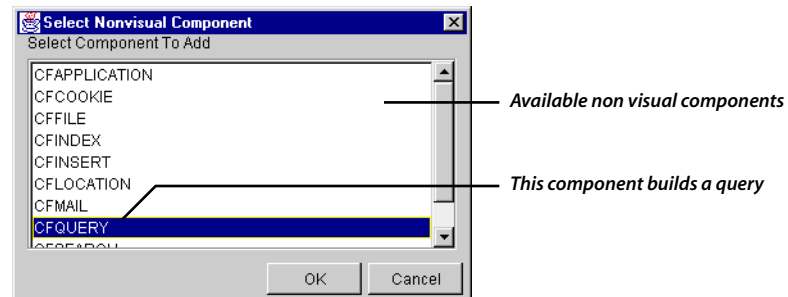 Select Nonvisual Component
Select Component To Add
CFAPPLICATION
CFCOOKIE
CFFILE
CFINDEX
CFINSERT
CFLOCATION
CFMAIL
CFQUERY
OK
Cancel
Available non visual components
This component builds a query